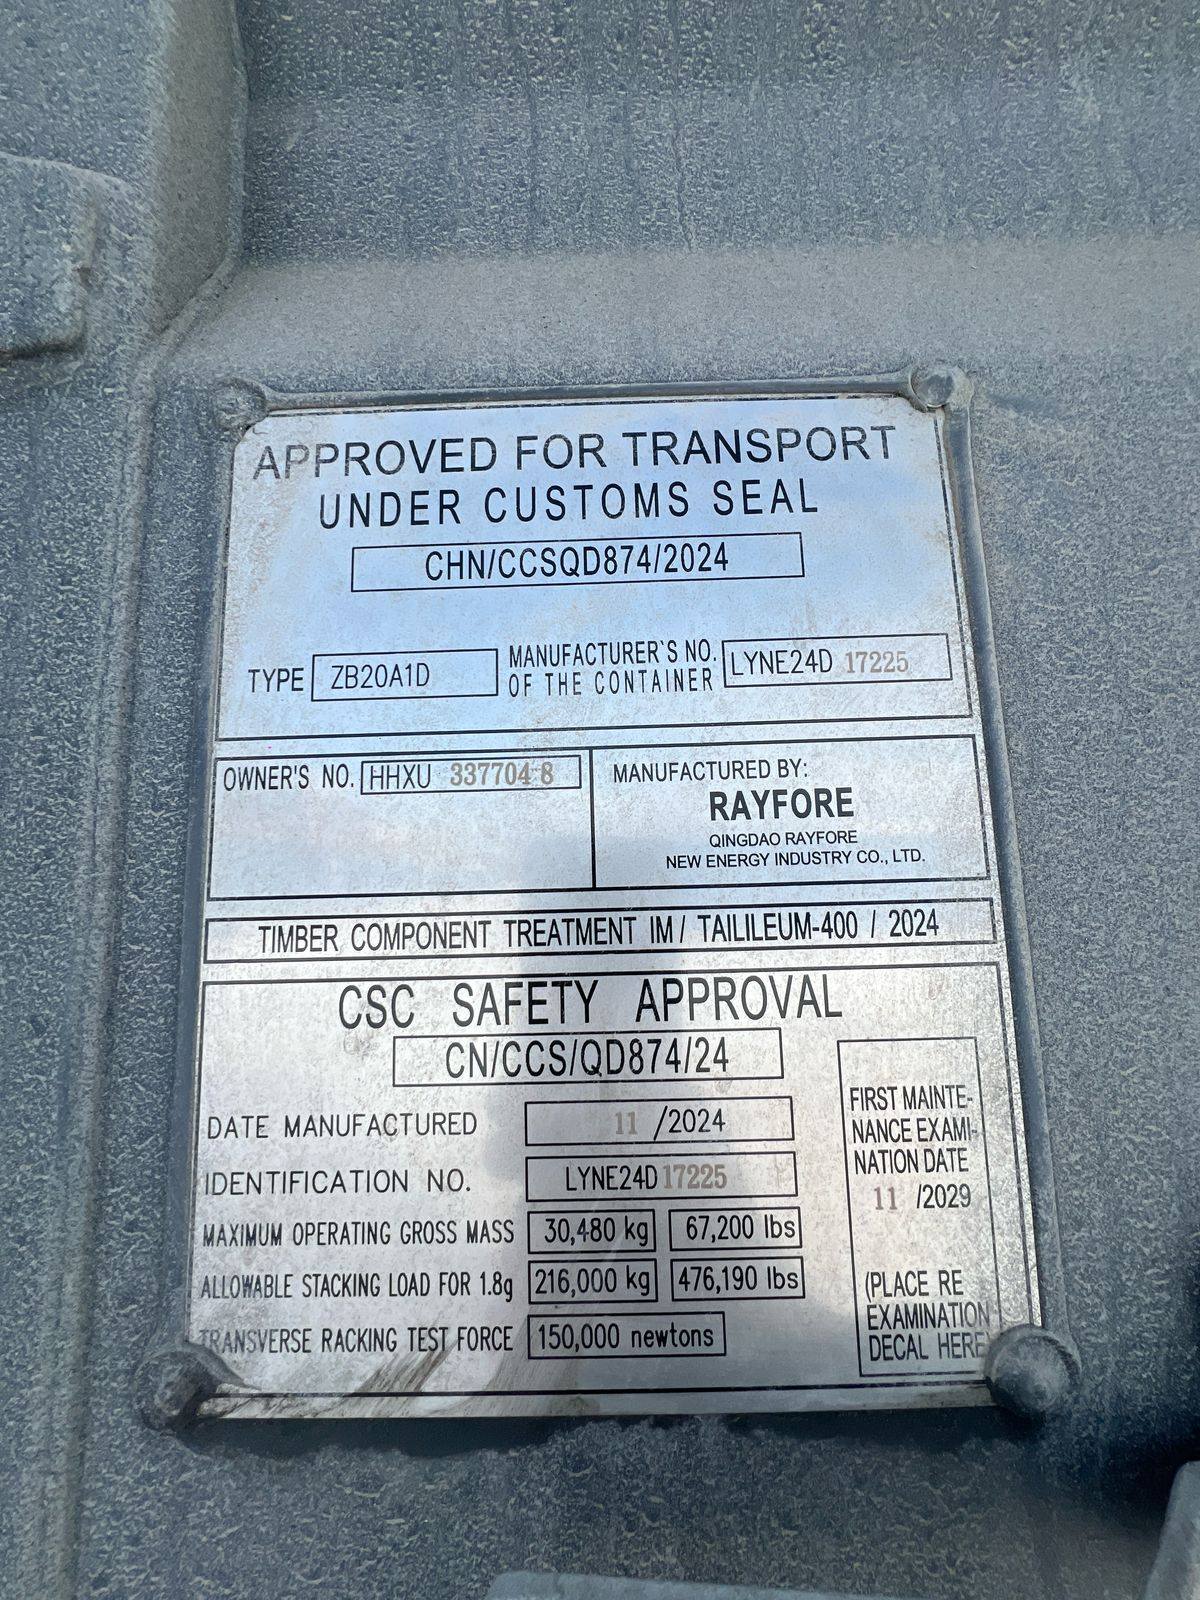 APPROVED FOR TRANSPORT
UNDER CUSTOMS SEAL
CHN/CCSQD874/2024
TYPE ZB20A1D MANUFACTURER'S NO. OF THE CONTAINER LYNE24D 17225
OWNER'S NO. HHXU 337704 8
MANUFACTURED BY:
RAYFORE
QINGDAO RAYFORE
NEW ENERGY INDUSTRY CO., LTD.
TIMBER COMPONENT TREATMENT IM / TAILILEUM-400 / 2024
CSC SAFETY APPROVAL
CN/CCS/QD874/24
DATE MANUFACTURED 11 /2024
IDENTIFICATION NO. LYNE24D 17225
MAXIMUM OPERATING GROSS MASS 30,480 kg 67,200 lbs
ALLOWABLE STACKING LOAD FOR 1.8g 216,000 kg 476,190 lbs
TRANSVERSE RACKING TEST FORCE 150,000 newtons
FIRST MAINTE-
NANCE EXAMI-
NATION DATE
11 /2029
(PLACE RE
EXAMINATION
DECAL HERE)